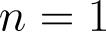 n = 1